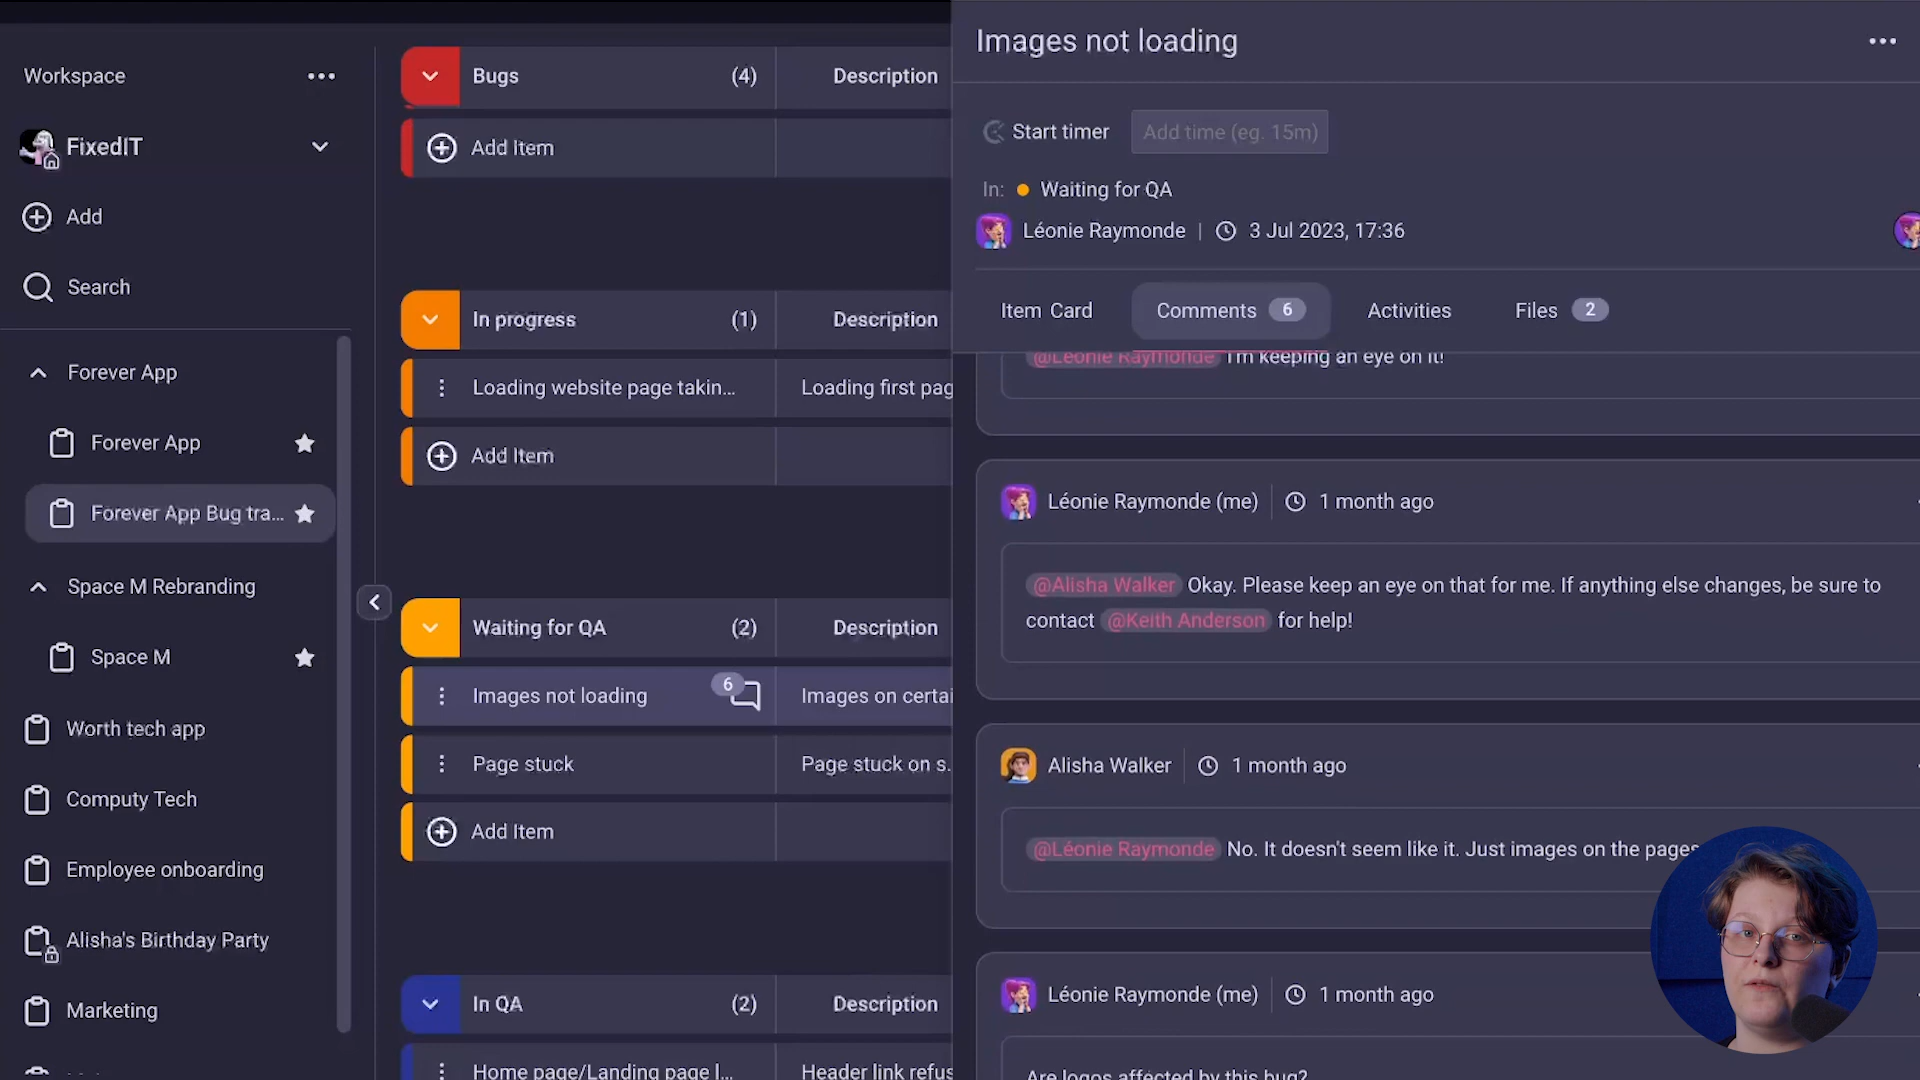 Workspace
FixedIT
Add
Search
Forever App
Forever App
Forever App Bug tra...
Space M Rebranding
Space M
Worth tech app
Computy Tech
Employee onboarding
Alisha's Birthday Party
Marketing
Bugs (4) Description
Add Item
In progress (1) Description
Loading website page takin... Loading first pag
Add Item
Waiting for QA (2) Description
Images not loading 6 Images on certai
Page stuck Page stuck on s.
Add Item
In QA (2) Description
Home page/Landing page l... Header link refus
Images not loading
Start timer Add time (eg. 15m)
In: Waiting for QA
Léonie Raymonde | 3 Jul 2023, 17:36
Item Card Comments 6 Activities Files 2
@Léonie Raymonde I'm keeping an eye on it!
Léonie Raymonde (me) 1 month ago
@Alisha Walker Okay. Please keep an eye on that for me. If anything else changes, be sure to
contact @Keith Anderson for help!
Alisha Walker 1 month ago
@Léonie Raymonde No. It doesn't seem like it. Just images on the pages
Léonie Raymonde (me) 1 month ago
Are logos affected by this bug?